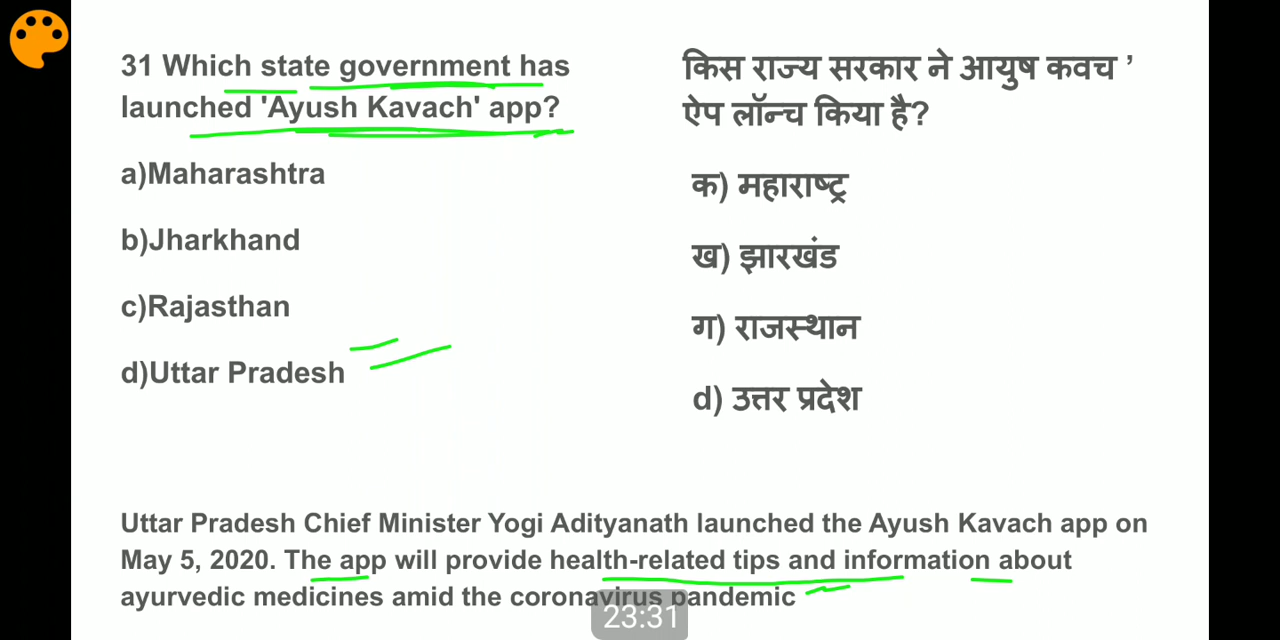 31 Which state government has
launched 'Ayush Kavach' app?
a)Maharashtra
b)Jharkhand
c)Rajasthan
d)Uttar Pradesh
किस राज्य सरकार ने आयुष कवच ’
ऐप लॉन्च किया है?
क) महाराष्ट्र
ख) झारखंड
ग) राजस्थान
d) उत्तर प्रदेश
Uttar Pradesh Chief Minister Yogi Adityanath launched the Ayush Kavach app on
May 5, 2020. The app will provide health-related tips and information about
ayurvedic medicines amid the coronavirus pandemic
23:31